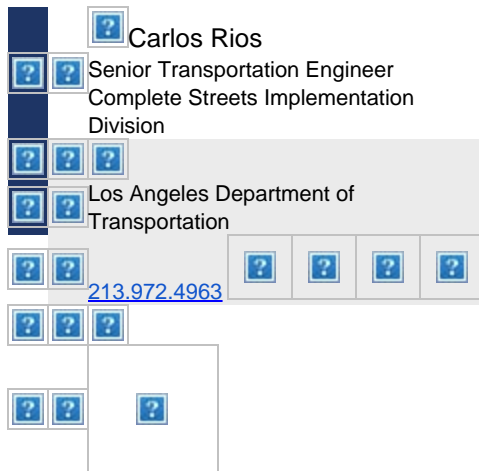 Carlos Rios
Senior Transportation Engineer
Complete Streets Implementation
Division
Los Angeles Department of
Transportation
213.972.4963